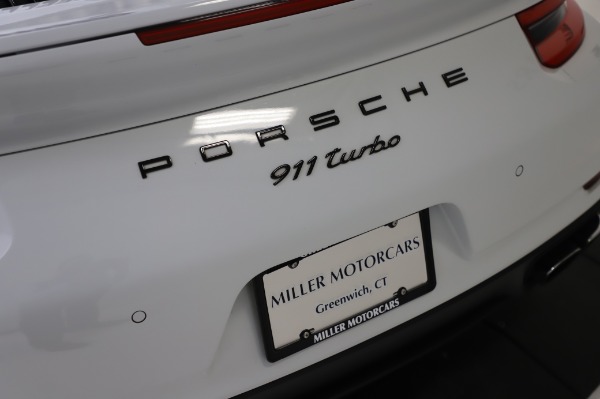 PORSCHE
911 turbo
MILLER MOTORCARS
Greenwich, CT
MILLER MOTORCARS